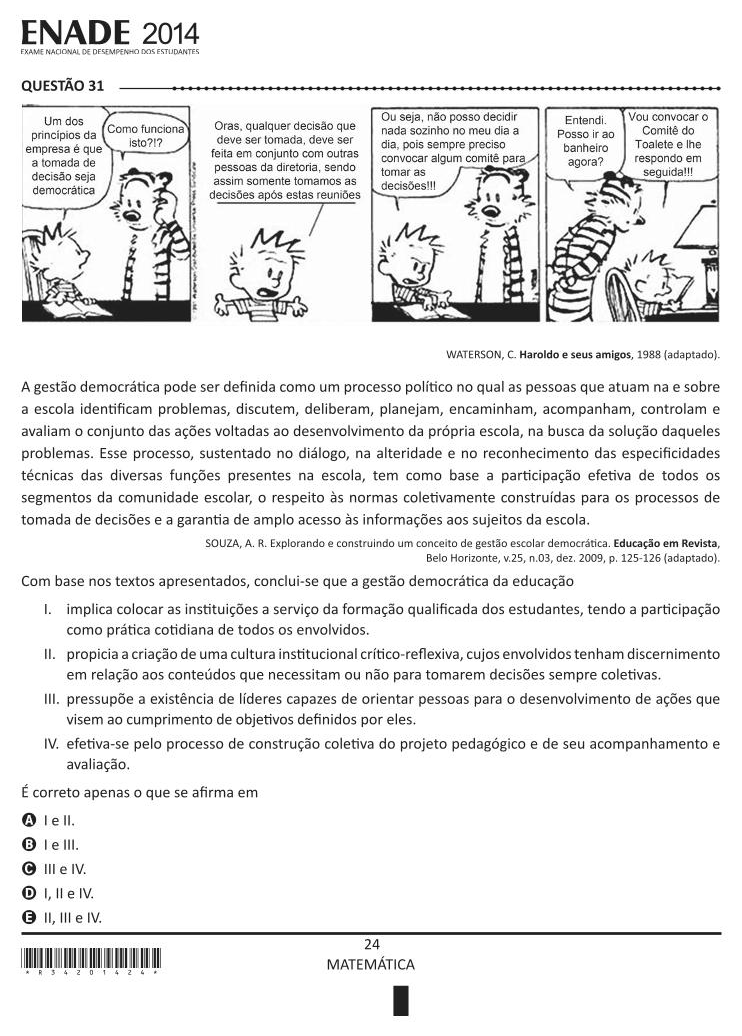 ENADE 2014
EXAME NACIONAL DE DESEMPENHO DOS ESTUDANTES
QUESTÃO 31
Um dos
princípios da
empresa é que
a tomada de
decisão seja
democrática
Como funciona
isto?!?
Oras, qualquer decisão que
deve ser tomada, deve ser
feita em conjunto com outras
pessoas da diretoria, sendo
assim somente tomamos as
decisões após estas reuniões
Ou seja, não posso decidir
nada sozinho no meu dia a
dia, pois sempre preciso
convocar algum comitê para
tomar as
decisões!!!
Entendi.
Posso ir ao
banheiro
agora?
Vou convocar o
Comitê do
Toalete e lhe
respondo em
seguida!!!
WATERSON, C. Haroldo e seus amigos, 1988 (adaptado).
A gestão democrática pode ser definida como um processo político no qual as pessoas que atuam na e sobre
a escola identificam problemas, discutem, deliberam, planejam, encaminham, acompanham, controlam e
avaliam o conjunto das ações voltadas ao desenvolvimento da própria escola, na busca da solução daqueles
problemas. Esse processo, sustentado no diálogo, na alteridade e no reconhecimento das especificidades
técnicas das diversas funções presentes na escola, tem como base a participação efetiva de todos os
segmentos da comunidade escolar, o respeito às normas coletivamente construídas para os processos de
tomada de decisões e a garantia de amplo acesso às informações aos sujeitos da escola.
SOUZA, A. R. Explorando e construindo um conceito de gestão escolar democrática. Educação em Revista,
Belo Horizonte, v.25, n.03, dez. 2009, p. 125-126 (adaptado).
Com base nos textos apresentados, conclui-se que a gestão democrática da educação
I. implica colocar as instituições a serviço da formação qualificada dos estudantes, tendo a participação
como prática cotidiana de todos os envolvidos.
II. propicia a criação de uma cultura institucional crítico-reflexiva, cujos envolvidos tenham discernimento
em relação aos conteúdos que necessitam ou não para tomarem decisões sempre coletivas.
III. pressupõe a existência de líderes capazes de orientar pessoas para o desenvolvimento de ações que
visem ao cumprimento de objetivos definidos por eles.
IV. efetiva-se pelo processo de construção coletiva do projeto pedagógico e de seu acompanhamento e
avaliação.
É correto apenas o que se afirma em
A I e II.
B I e III.
C III e IV.
D I, II e IV.
E II, III e IV.
24
MATEMÁTICA
* R 3 4 2 0 1 4 2 4 *